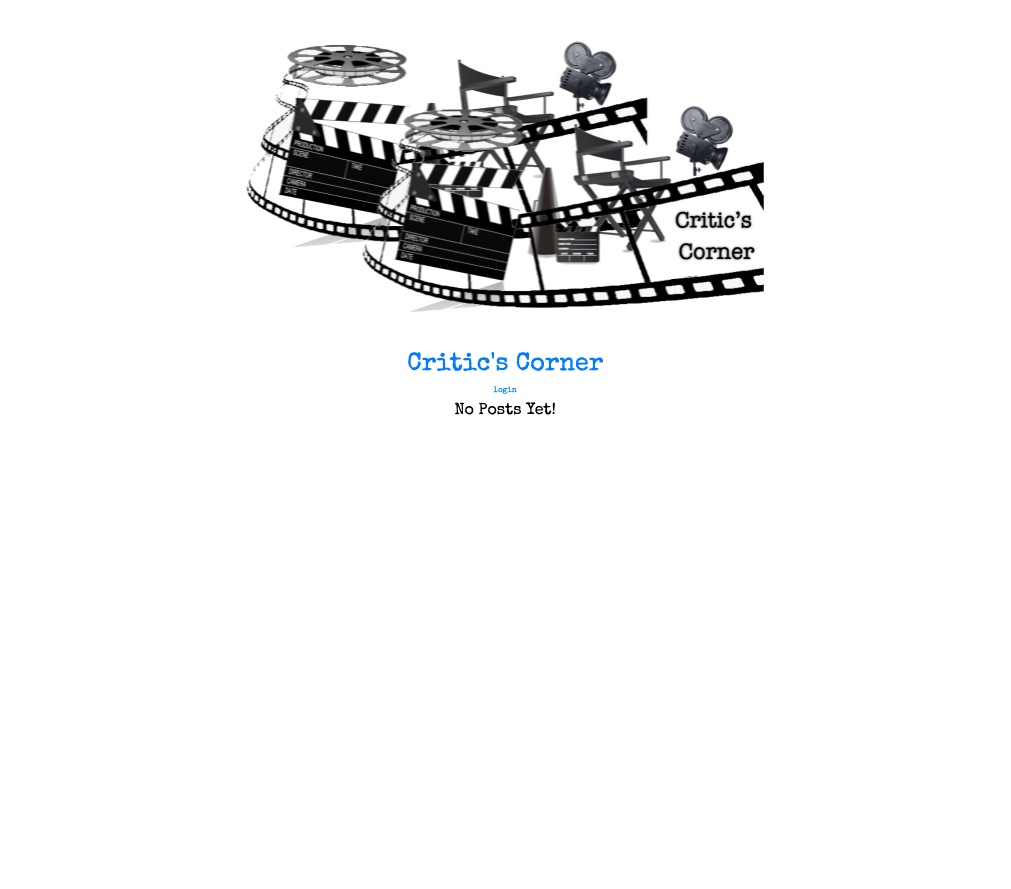 PRODUCTION
SCENE
TAKE
DIRECTOR
CAMERA
DATE
PRODUCTION
SCENE
TAKE
DIRECTOR
CAMERA
DATE
Critic's
Corner
Critic's Corner
login
No Posts Yet!